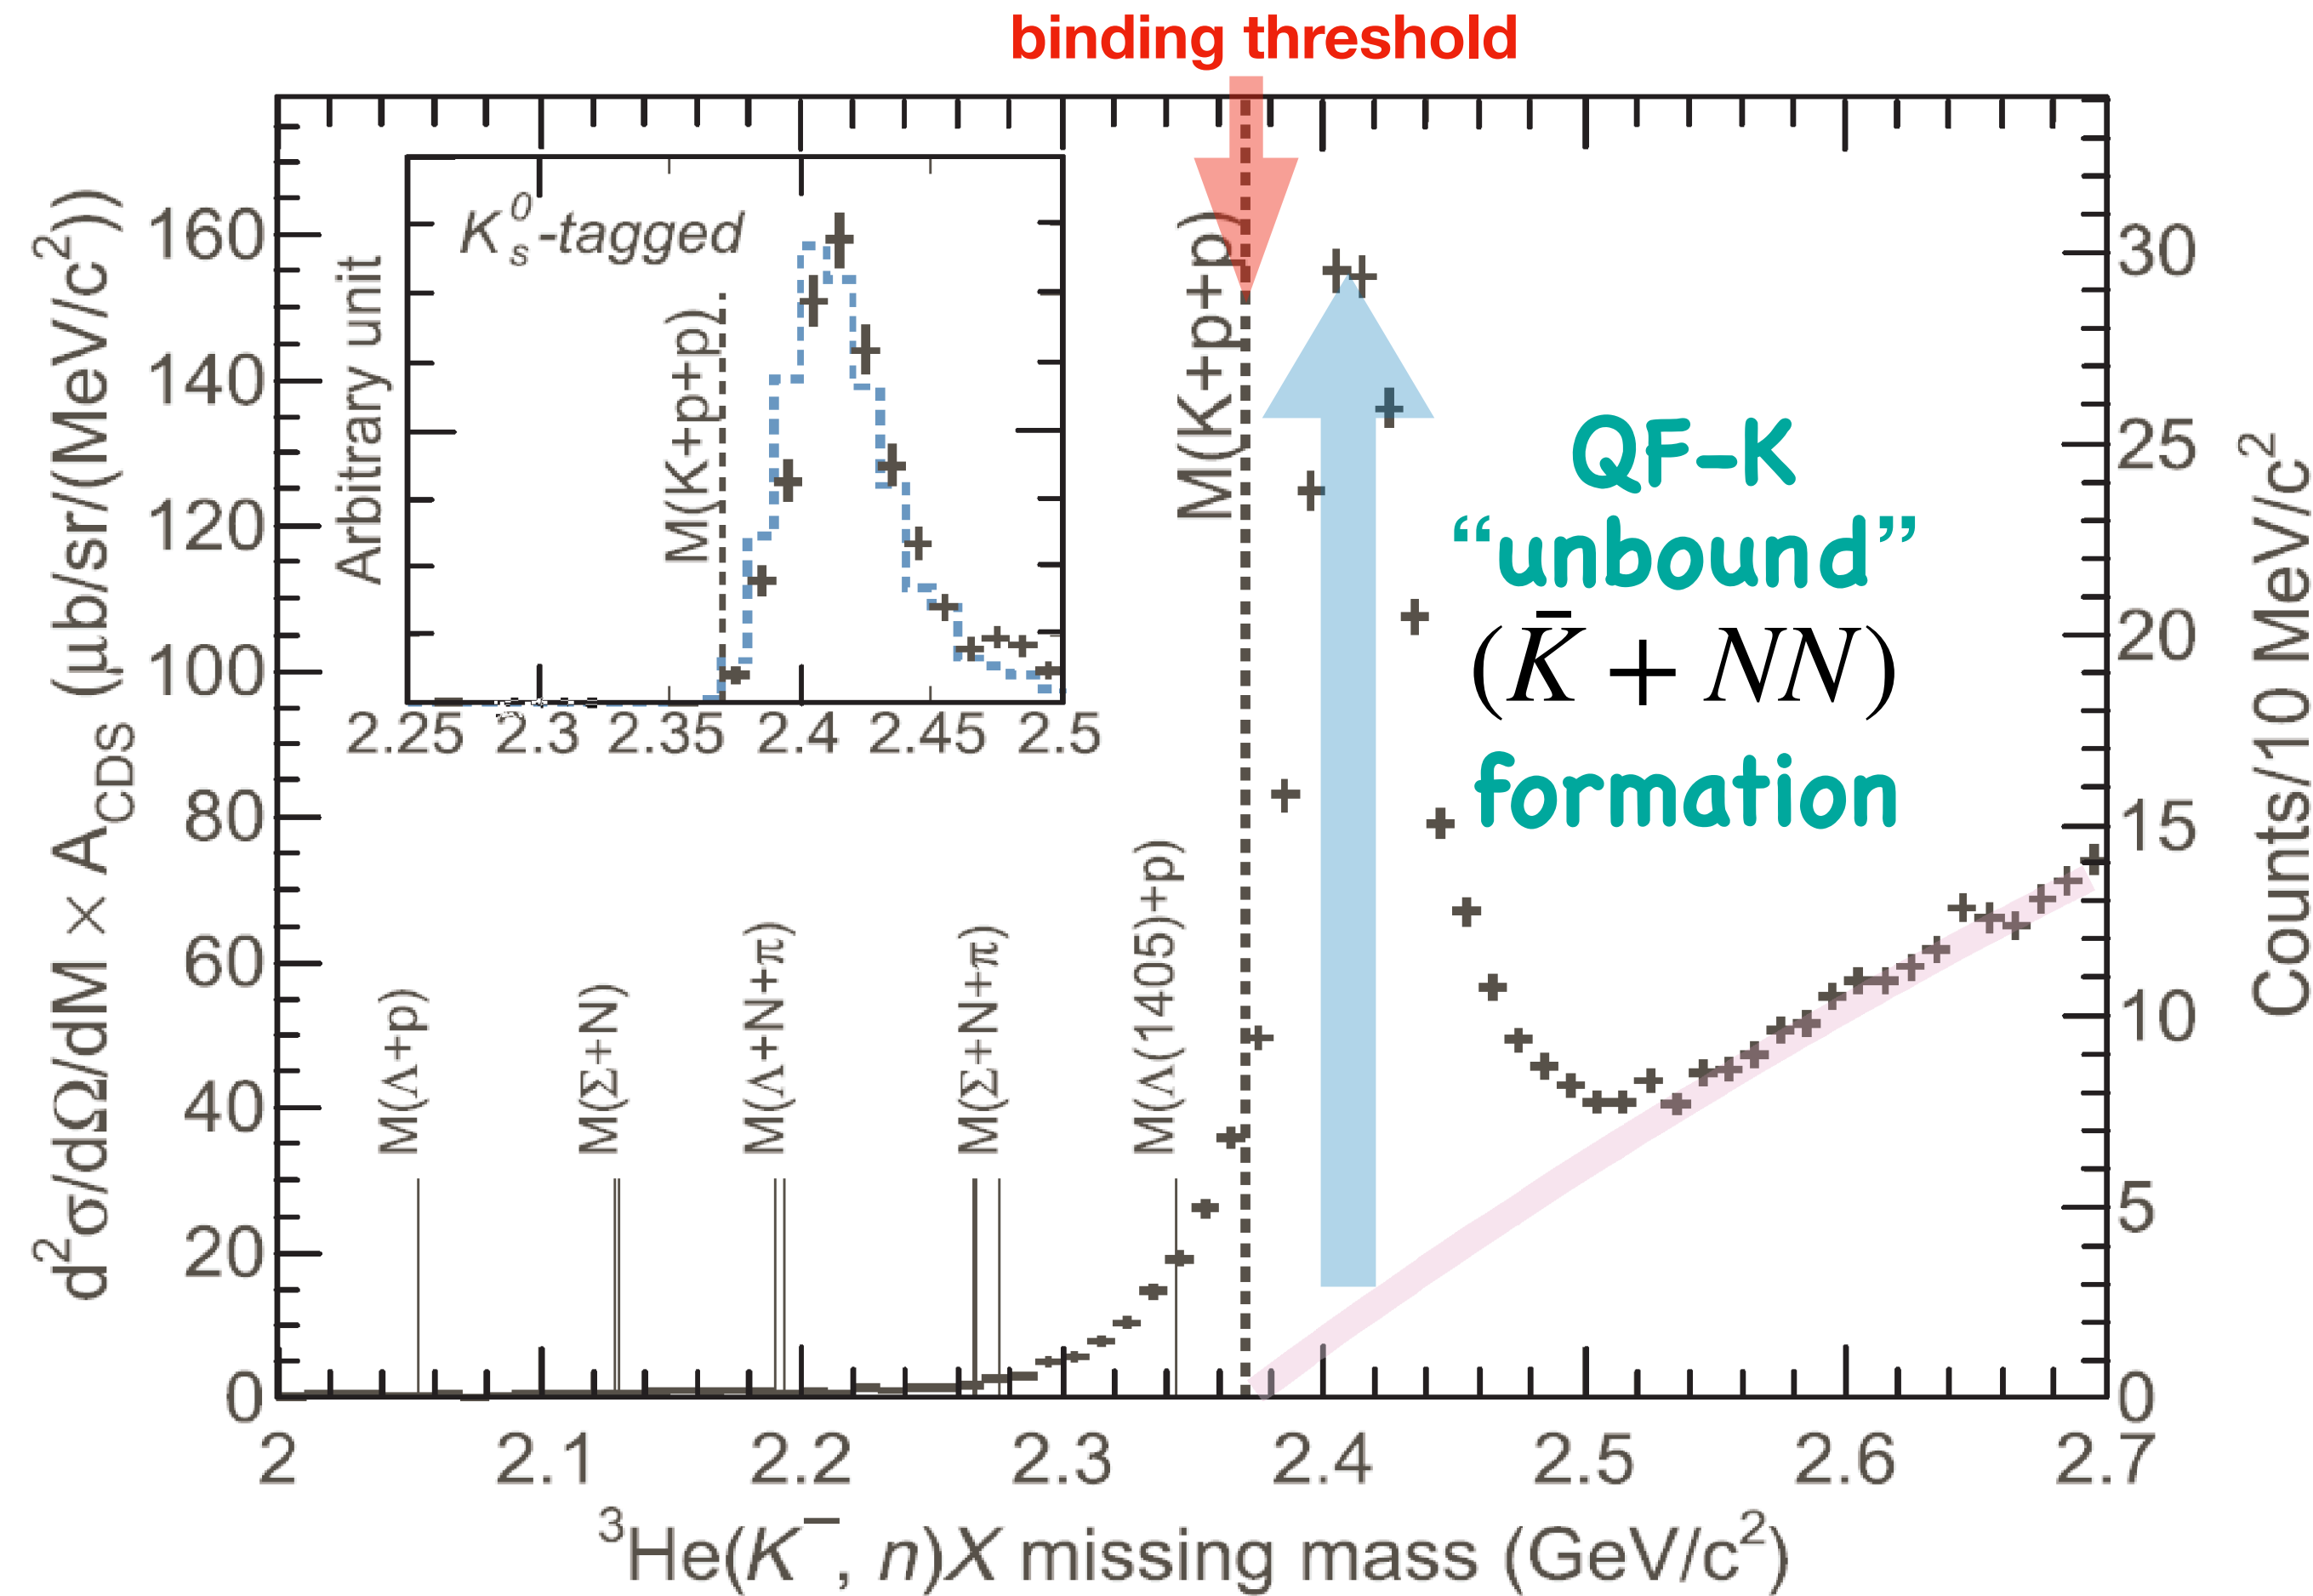 binding threshold
d²σ/dΩ/dM × A_CDS (μb/sr/(MeV/c²))
160
140
120
100
80
60
40
20
0
K⁰ₛ-tagged
Arbitrary unit
M(K+p+p)
2.25 2.3 2.35 2.4 2.45 2.5
M(K+p+p)
QF-K
“unbound”
(K̄ + NN)
formation
M(Λ+p)
M(Σ+N)
M(Λ+N+π)
M(Σ+N+π)
M(Λ(1405)+p)
30
25
20
15
10
5
0
Counts/10 MeV/c²
2 2.1 2.2 2.3 2.4 2.5 2.6 2.7
³He(K⁻, n)X missing mass (GeV/c²)